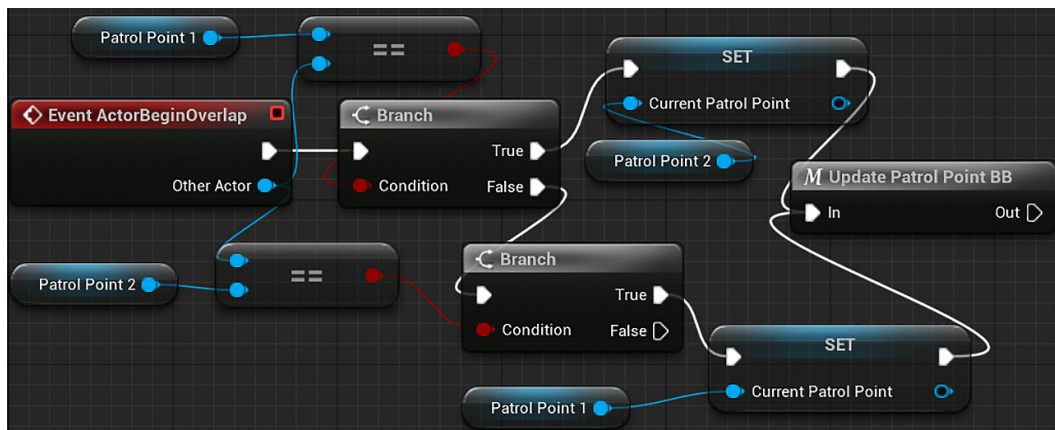 Patrol Point 1
==
SET
Event ActorBeginOverlap
Branch
Current Patrol Point
True
Patrol Point 2
Other Actor
Condition
False
M Update Patrol Point BB
In
Out
Patrol Point 2
==
Branch
True
Condition
False
SET
Patrol Point 1
Current Patrol Point